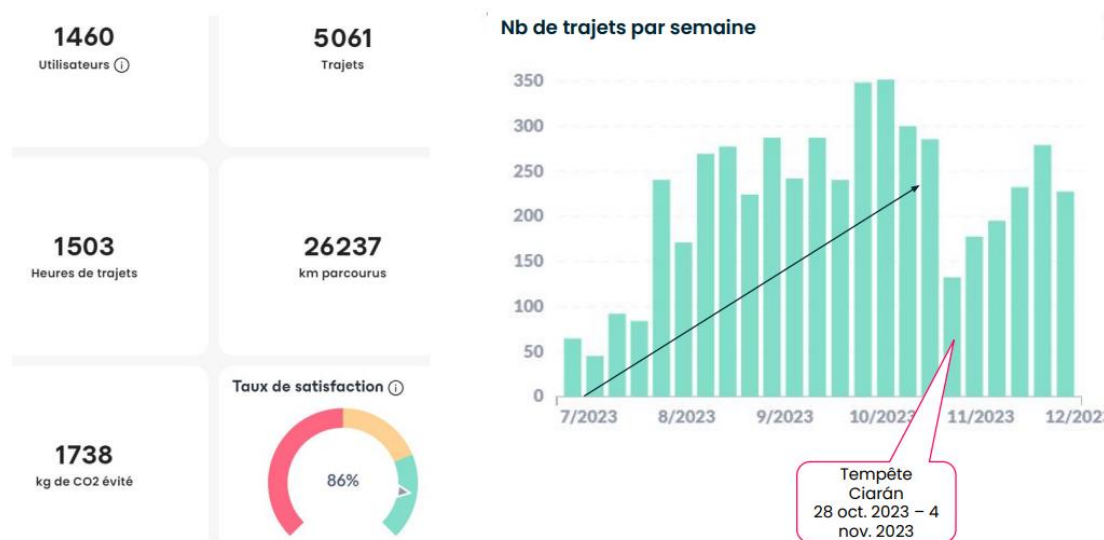 1460
Utilisateurs ⓘ
5061
Trajets
1503
Heures de trajets
26237
km parcourus
1738
kg de CO2 évité
Taux de satisfaction ⓘ
86%
Nb de trajets par semaine
350
300
250
200
150
100
50
0
7/2023 8/2023 9/2023 10/2023 11/2023 12/202
Tempête
Ciarán
28 oct. 2023 – 4
nov. 2023